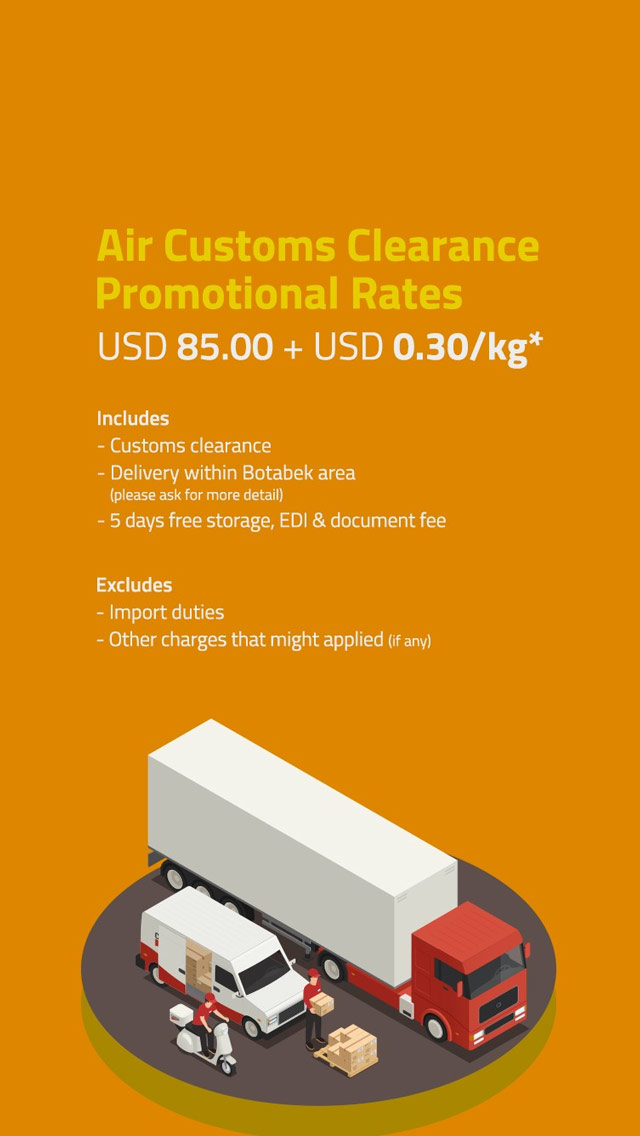 Air Customs Clearance
Promotional Rates
USD 85.00 + USD 0.30/kg*
Includes
- Customs clearance
- Delivery within Botabek area
(please ask for more detail)
- 5 days free storage, EDI & document fee
Excludes
- Import duties
- Other charges that might applied (if any)